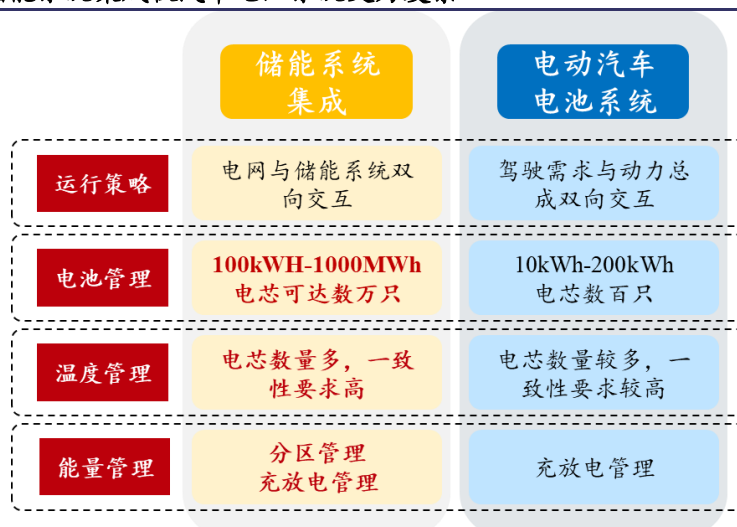 储能系统
集成
电动汽车
电池系统
运行策略
电网与储能系统双
向交互
驾驶需求与动力总
成双向交互
电池管理
100kWH-1000MWh
电芯可达数万只
10kWh-200kWh
电芯数百只
温度管理
电芯数量多，一致
性要求高
电芯数量较多，一
致性要求较高
能量管理
分区管理
充放电管理
充放电管理